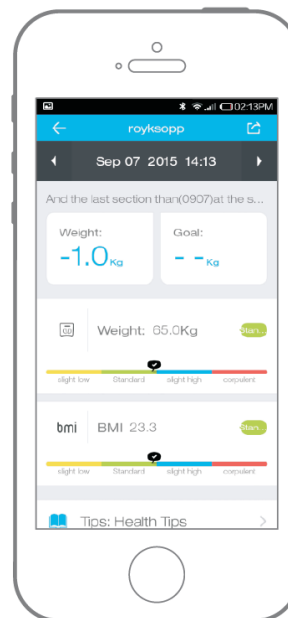 02:13PM
royksopp
Sep 07 2015 14:13
And the last section than(0907)at the s...
Weight:
-1.0 Kg
Goal:
- - Kg
Weight: 65.0Kg
Stan...
slight low Standard slight high corpulent
bmi BMI 23.3
Stan...
slight low Standard slight high corpulent
Tips: Health Tips